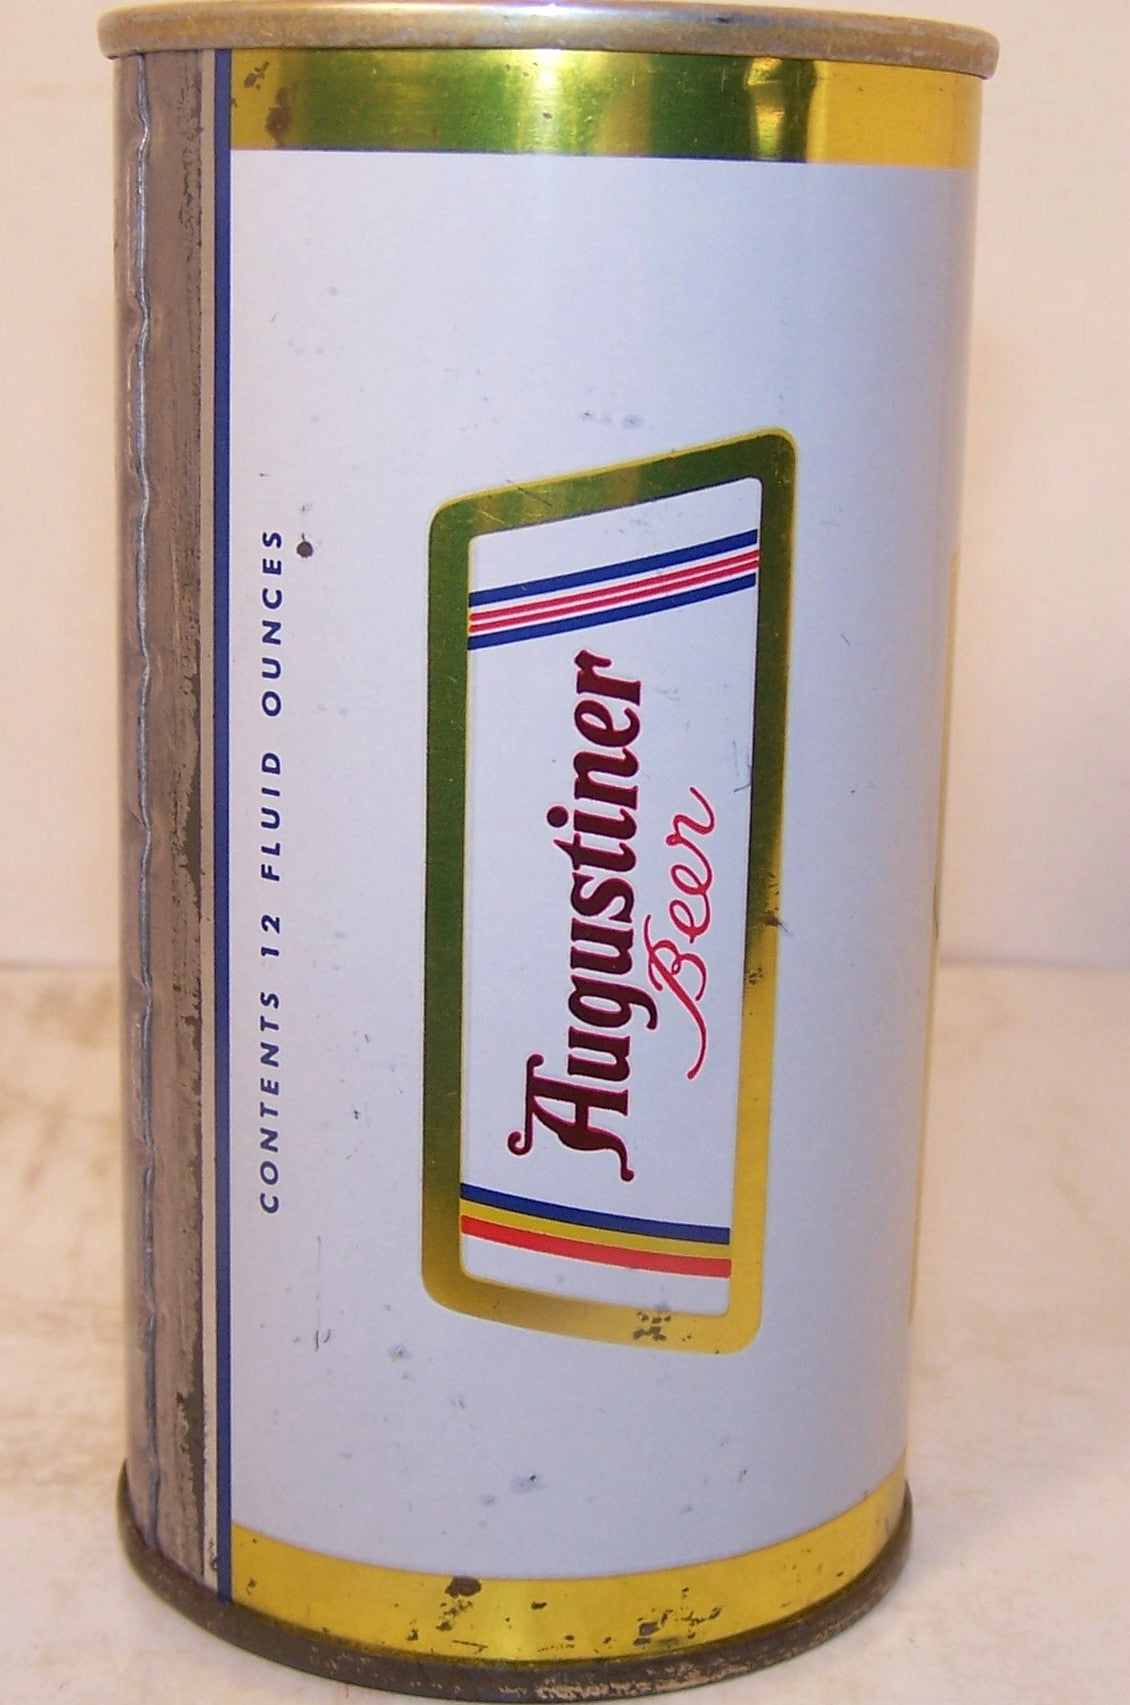 CONTENTS 12 FLUID OUNCES
Augustiner
Beer